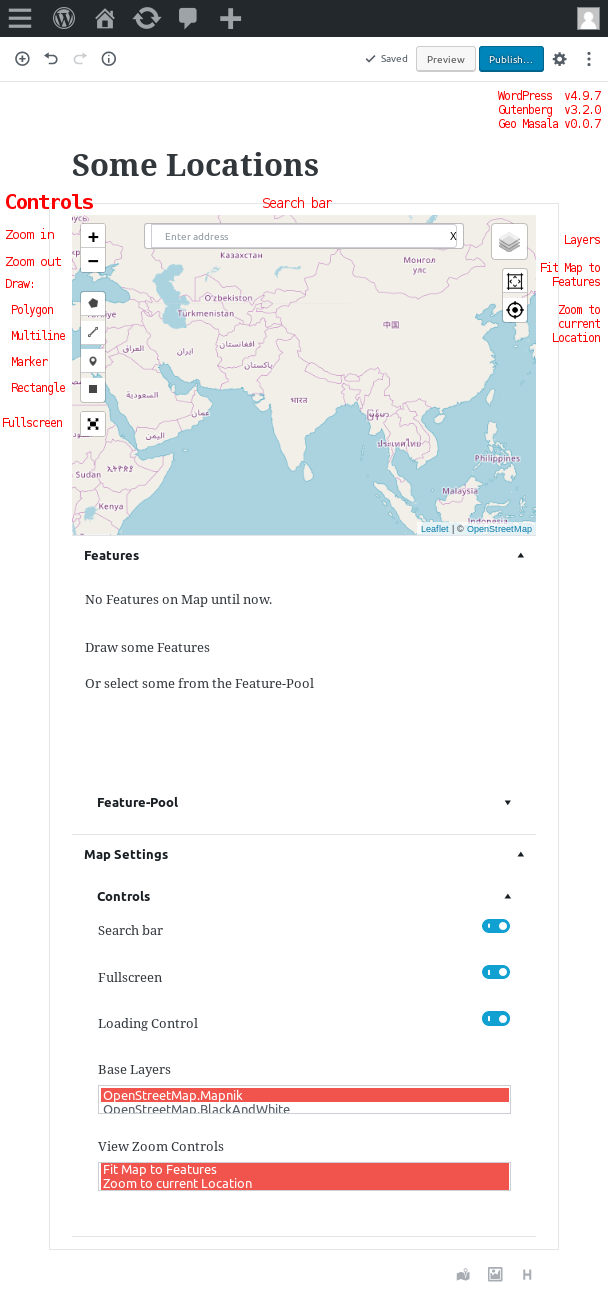 Saved
Preview
Publish...
WordPress v4.9.7
Gutenberg v3.2.0
Geo Masala v0.0.7
Some Locations
Controls
Search bar
Zoom in
Zoom out
Draw:
Polygon
Multiline
Marker
Rectangle
Fullscreen
Layers
Fit Map to
Features
Zoom to
current
Location
+
−
Enter address
X
Қазақстан
Монгол
улс
Oʻzbekiston
Türkmenistan
中国
افغانستان
ایران
العراق
پاکستان
السعودية
भारत
عمان
اليمن
ประเทศไทย
Philippines
ኢትዮጵያ
Sudan
Kenya
Malaysia
Indonesia
Leaflet | © OpenStreetMap
Features
No Features on Map until now.
Draw some Features
Or select some from the Feature-Pool
Feature-Pool
Map Settings
Controls
Search bar
Fullscreen
Loading Control
Base Layers
OpenStreetMap.Mapnik
OpenStreetMap.BlackAndWhite
View Zoom Controls
Fit Map to Features
Zoom to current Location
H